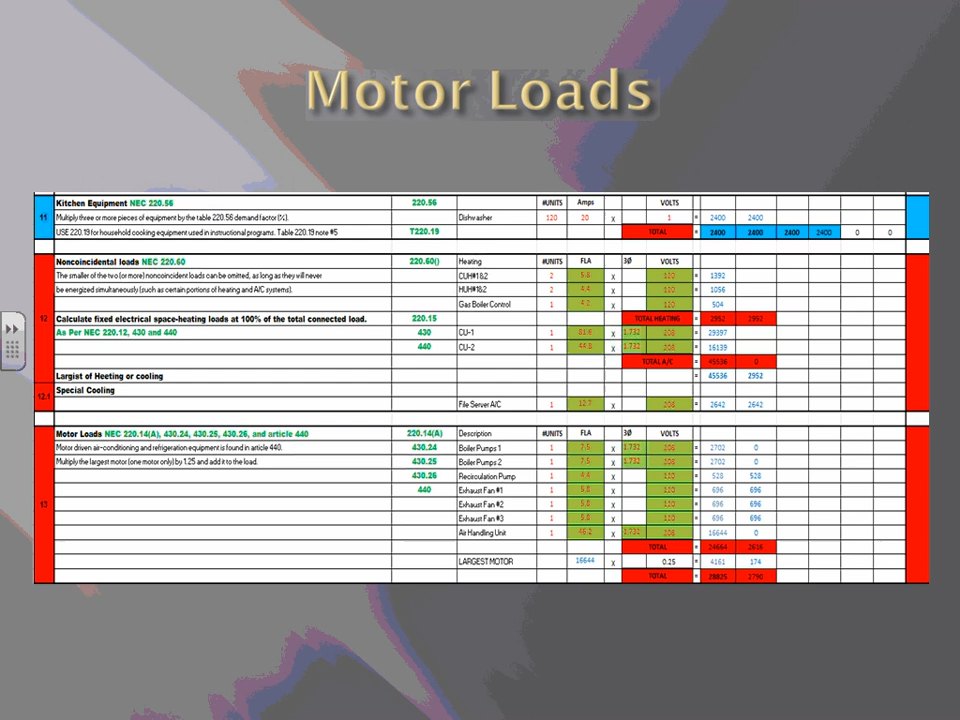 Motor Loads
11 Kitchen Equipment NEC 220.56 220.56 #UNITS Amps VOLTS
Multiply three or more pieces of equipment by the table 220.56 demand factor (%). Dishwasher 120 20 x 1 = 2400 2400
USE 220.19 for household cooking equipment used in instructional programs. Table 220.19 note #5 T220.19 TOTAL = 2400 2400 2400 2400 0 0
12 Noncoincidental loads NEC 220.60 220.60() Heating #UNITS FLA 3Ø VOLTS
The smaller of the two (or more) noncoincident loads can be omitted, as long as they will never CUH#1&2 2 5.8 x 120 = 1392
be energized simultaneously (such as certain portions of heating and A/C systems). HUH#1&2 2 4.4 x 120 = 1056
Gas Boiler Control 1 4.2 x 120 = 504
Calculate fixed electrical space-heating loads at 100% of the total connected load. 220.15 TOTAL HEATING = 2952 2952
As Per NEC 220.12, 430 and 440 430 CU-1 1 81.6 x 1.732 208 = 29397
440 CU-2 1 44.8 x 1.732 208 = 16139
TOTAL A/C = 45536 0
Largist of Heeting or cooling = 45536 2952
12.1 Special Cooling
File Server A/C 1 12.7 x 208 = 2642 2642
13 Motor Loads NEC 220.14(A), 430.24, 430.25, 430.26, and article 440 220.14(A) Description #UNITS FLA 3Ø VOLTS
Motor driven air-conditioning and refrigeration equipment is found in article 440. 430.24 Boiler Pumps 1 1 7.5 x 1.732 208 = 2702 0
Multiply the largest motor (one motor only) by 1.25 and add it to the load. 430.25 Boiler Pumps 2 1 7.5 x 1.732 208 = 2702 0
430.26 Recirculation Pump 1 4.4 x 120 = 528 528
440 Exhaust Fan #1 1 5.8 x 120 = 696 696
Exhaust Fan #2 1 5.8 x 120 = 696 696
Exhaust Fan #3 1 5.8 x 120 = 696 696
Air Handling Unit 1 46.2 x 1.732 208 = 16644 0
TOTAL = 24664 2616
LARGEST MOTOR 16644 x 0.25 = 4161 174
TOTAL = 28825 2790